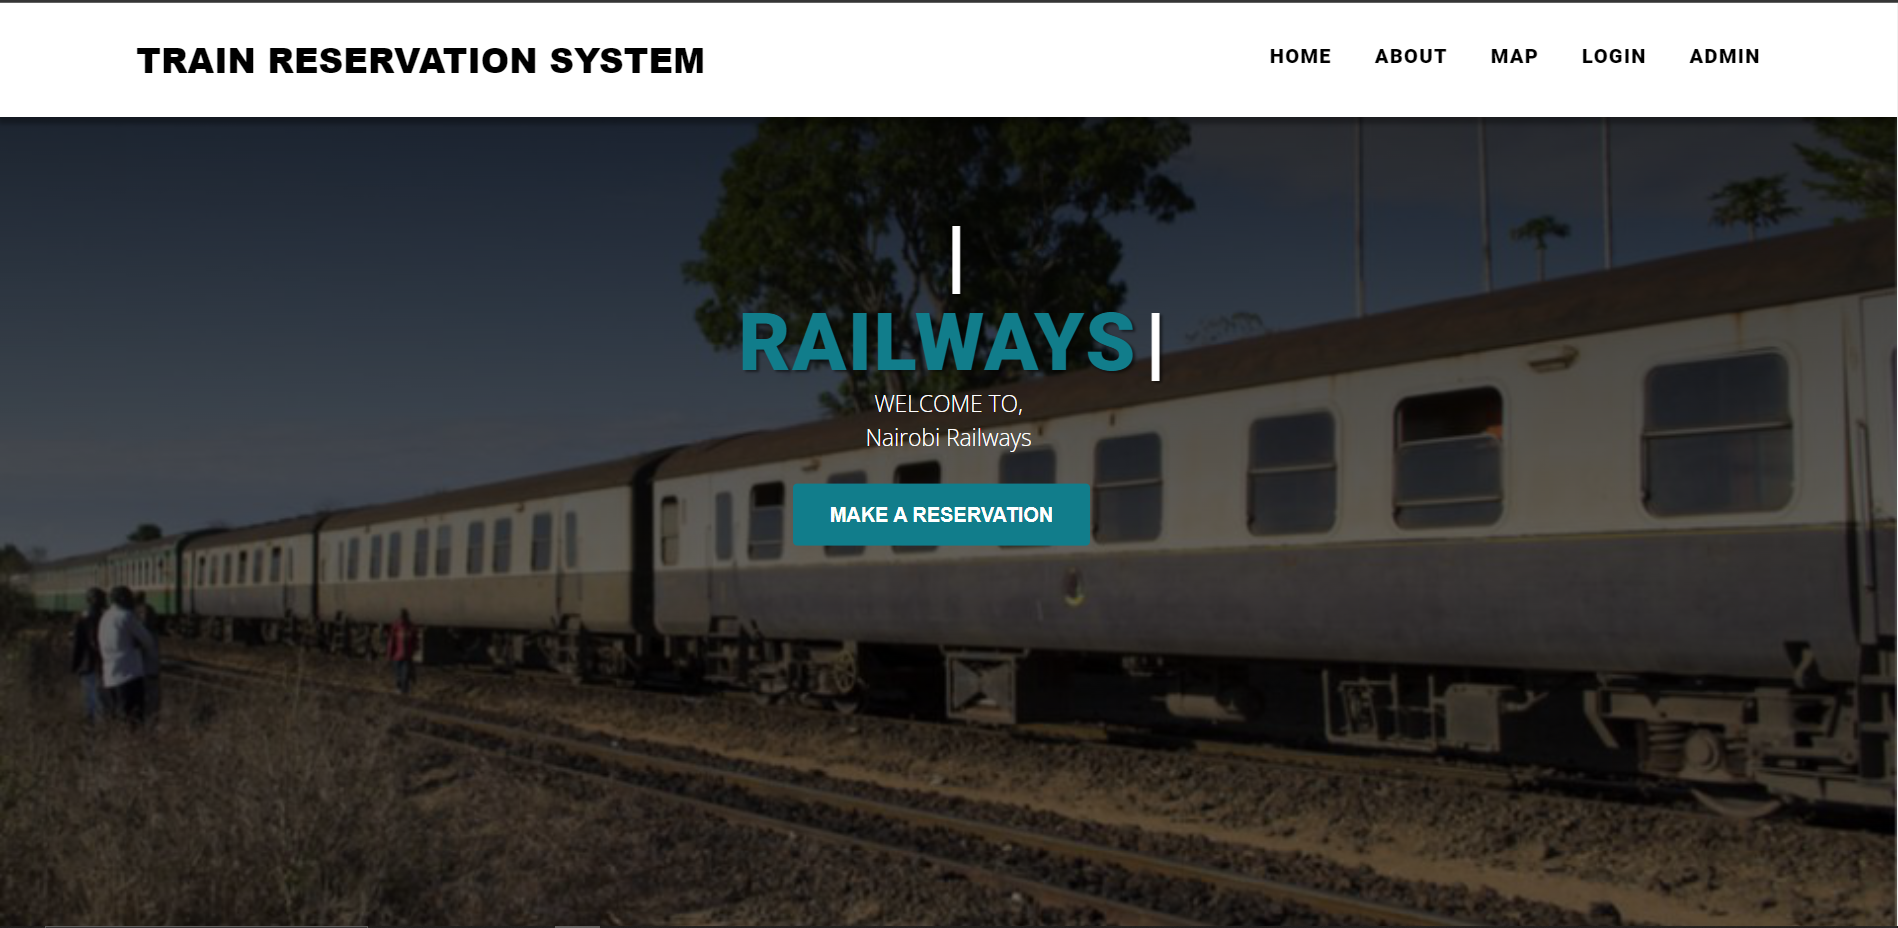 TRAIN RESERVATION SYSTEM
HOME ABOUT MAP LOGIN ADMIN
|
RAILWAYS|
WELCOME TO,
Nairobi Railways
MAKE A RESERVATION